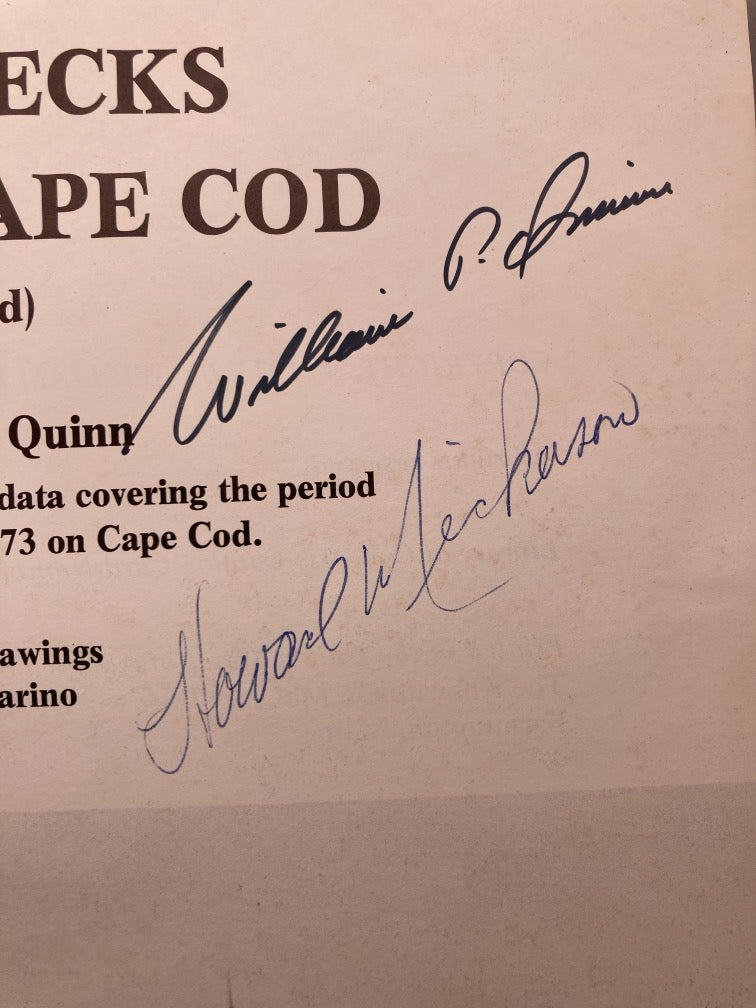 ECKS
APE COD
d)
William P. Quinn
Quinn
data covering the period
73 on Cape Cod.
Howard Nickerson
awings
arino